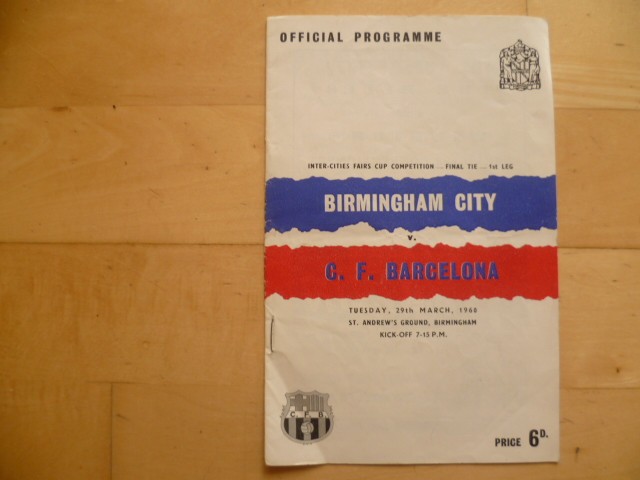 OFFICIAL PROGRAMME
INTER-CITIES FAIRS CUP COMPETITION — FINAL TIE — 1st LEG
BIRMINGHAM CITY
v.
C. F. BARCELONA
TUESDAY, 29th MARCH, 1960
ST. ANDREW'S GROUND, BIRMINGHAM
KICK-OFF 7-15 P.M.
C F B
PRICE 6D.